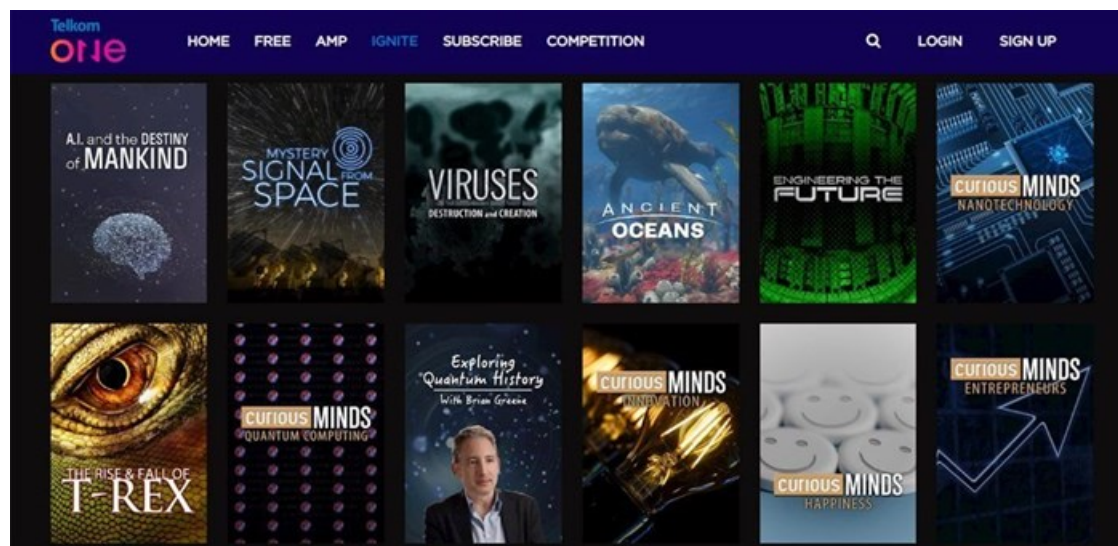 Telkom
one
HOME FREE AMP IGNITE SUBSCRIBE COMPETITION LOGIN SIGN UP
A.I. and the DESTINY
of MANKIND
MYSTERY
SIGNAL FROM
SPACE
VIRUSES
DESTRUCTION and CREATION
ANCIENT
OCEANS
ENGINEERING THE
FUTURE
curious MINDS
NANOTECHNOLOGY
THE RISE & FALL OF
T-REX
curious MINDS
QUANTUM COMPUTING
Exploring
Quantum History
With Brian Greene
curious MINDS
INNOVATION
curious MINDS
HAPPINESS
curious MINDS
ENTREPRENEURS